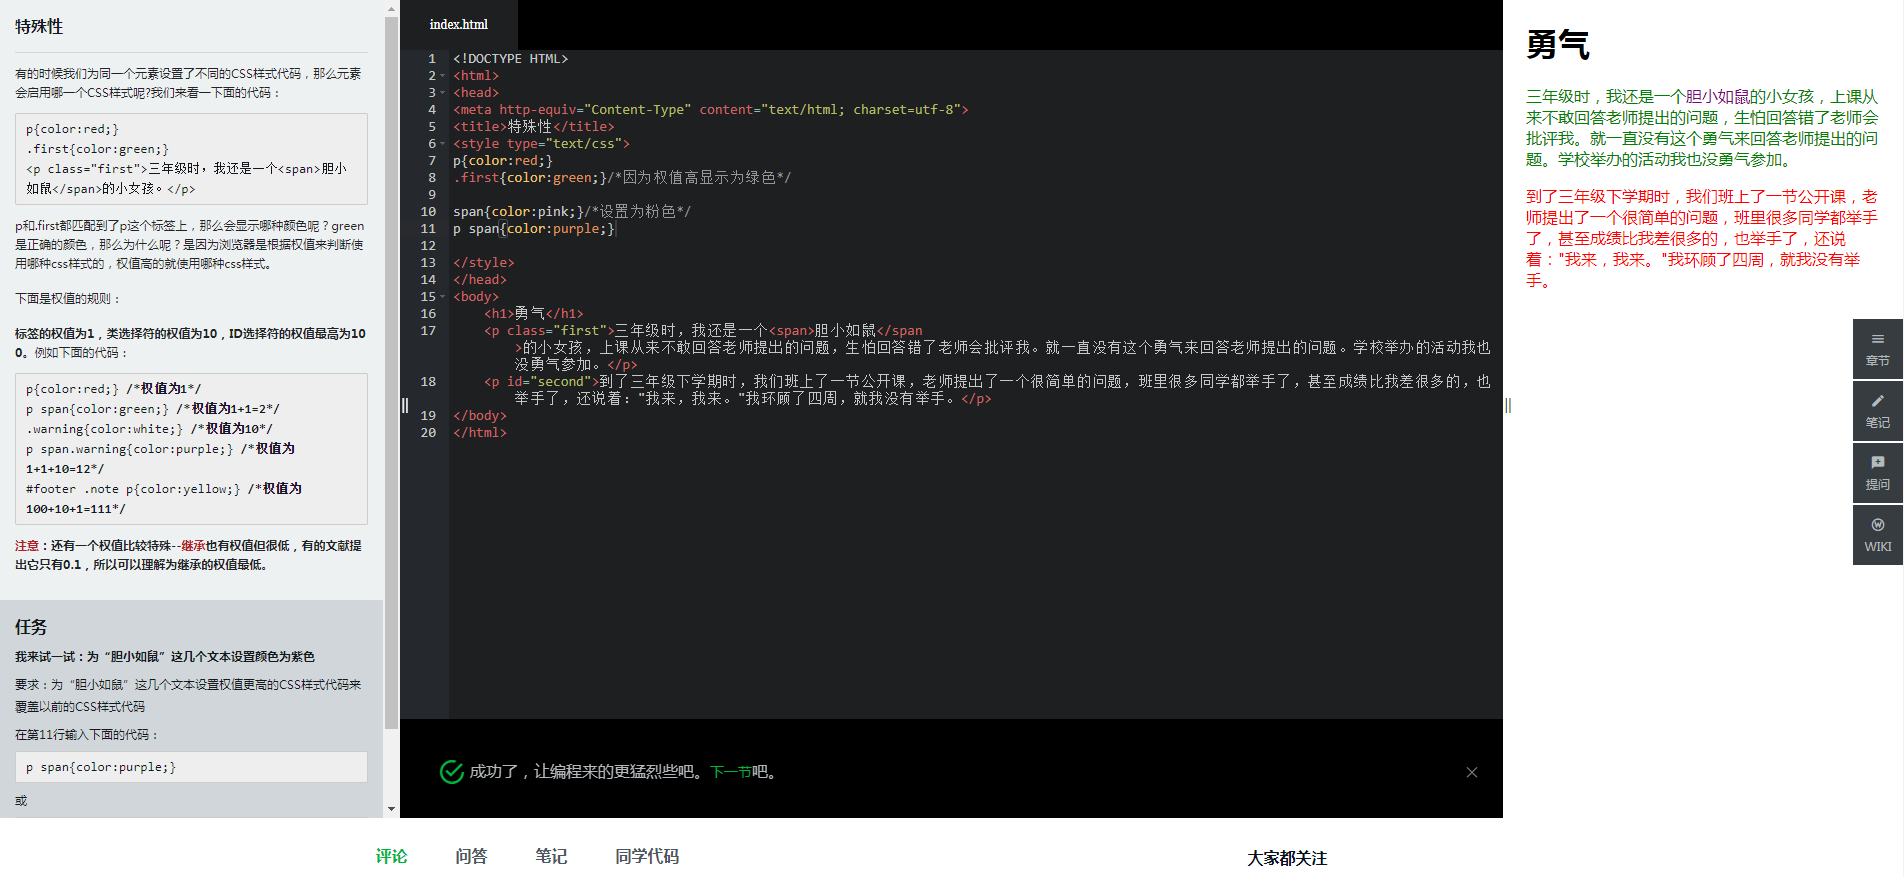 特殊性
有的时候我们为同一个元素设置了不同的CSS样式代码，那么元素
会启用哪一个CSS样式呢?我们来看一下面的代码：
p{color:red;}
.first{color:green;}
<p class="first">三年级时，我还是一个<span>胆小
如鼠</span>的小女孩。</p>
p和.first都匹配到了p这个标签上，那么会显示哪种颜色呢？green
是正确的颜色，那么为什么呢？是因为浏览器是根据权值来判断使
用哪种css样式的，权值高的就使用哪种css样式。
下面是权值的规则：
标签的权值为1，类选择符的权值为10，ID选择符的权值最高为10
0。例如下面的代码：
p{color:red;} /*权值为1*/
p span{color:green;} /*权值为1+1=2*/
.warning{color:white;} /*权值为10*/
p span.warning{color:purple;} /*权值为
1+1+10=12*/
#footer .note p{color:yellow;} /*权值为
100+10+1=111*/
注意：还有一个权值比较特殊--继承也有权值但很低，有的文献提
出它只有0.1，所以可以理解为继承的权值最低。
任务
我来试一试：为“胆小如鼠”这几个文本设置颜色为紫色
要求：为“胆小如鼠”这几个文本设置权值更高的CSS样式代码来
覆盖以前的CSS样式代码
在第11行输入下面的代码：
p span{color:purple;}
或
index.html
1 <!DOCTYPE HTML>
2 <html>
3 <head>
4 <meta http-equiv="Content-Type" content="text/html; charset=utf-8">
5 <title>特殊性</title>
6 <style type="text/css">
7 p{color:red;}
8 .first{color:green;}/*因为权值高显示为绿色*/
9
10 span{color:pink;}/*设置为粉色*/
11 p span{color:purple;}
12
13 </style>
14 </head>
15 <body>
16 <h1>勇气</h1>
17 <p class="first">三年级时，我还是一个<span>胆小如鼠</span
>的小女孩，上课从来不敢回答老师提出的问题，生怕回答错了老师会批评我。就一直没有这个勇气来回答老师提出的问题。学校举办的活动我也
没勇气参加。</p>
18 <p id="second">到了三年级下学期时，我们班上了一节公开课，老师提出了一个很简单的问题，班里很多同学都举手了，甚至成绩比我差很多的，也
举手了，还说着："我来，我来。"我环顾了四周，就我没有举手。</p>
19 </body>
20 </html>
成功了，让编程来的更猛烈些吧。下一节吧。
勇气
三年级时，我还是一个胆小如鼠的小女孩，上课从
来不敢回答老师提出的问题，生怕回答错了老师会
批评我。就一直没有这个勇气来回答老师提出的问
题。学校举办的活动我也没勇气参加。
到了三年级下学期时，我们班上了一节公开课，老
师提出了一个很简单的问题，班里很多同学都举手
了，甚至成绩比我差很多的，也举手了，还说
着："我来，我来。"我环顾了四周，就我没有举
手。
章节
笔记
提问
WIKI
评论 问答 笔记 同学代码 大家都关注